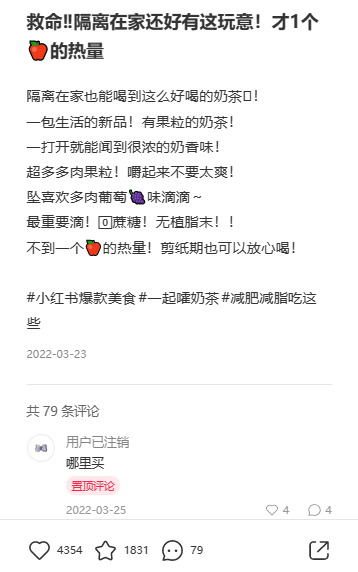 救命‼️隔离在家还好有这玩意！才1个
🍎的热量
隔离在家也能喝到这么好喝的奶茶！
一包生活的新品！有果粒的奶茶！
一打开就能闻到很浓的奶香味！
超多多肉果粒！嚼起来不要太爽！
坠喜欢多肉葡萄🍇味滴滴～
最重要滴！0蔗糖！无植脂末！！
不到一个🍎的热量！剪纸期也可以放心喝！
#小红书爆款美食 #一起嚯奶茶 #减肥减脂吃这
些
2022-03-23
共 79 条评论
用户已注销
哪里买
置顶评论
2022-03-25
4
4
4354
1831
79